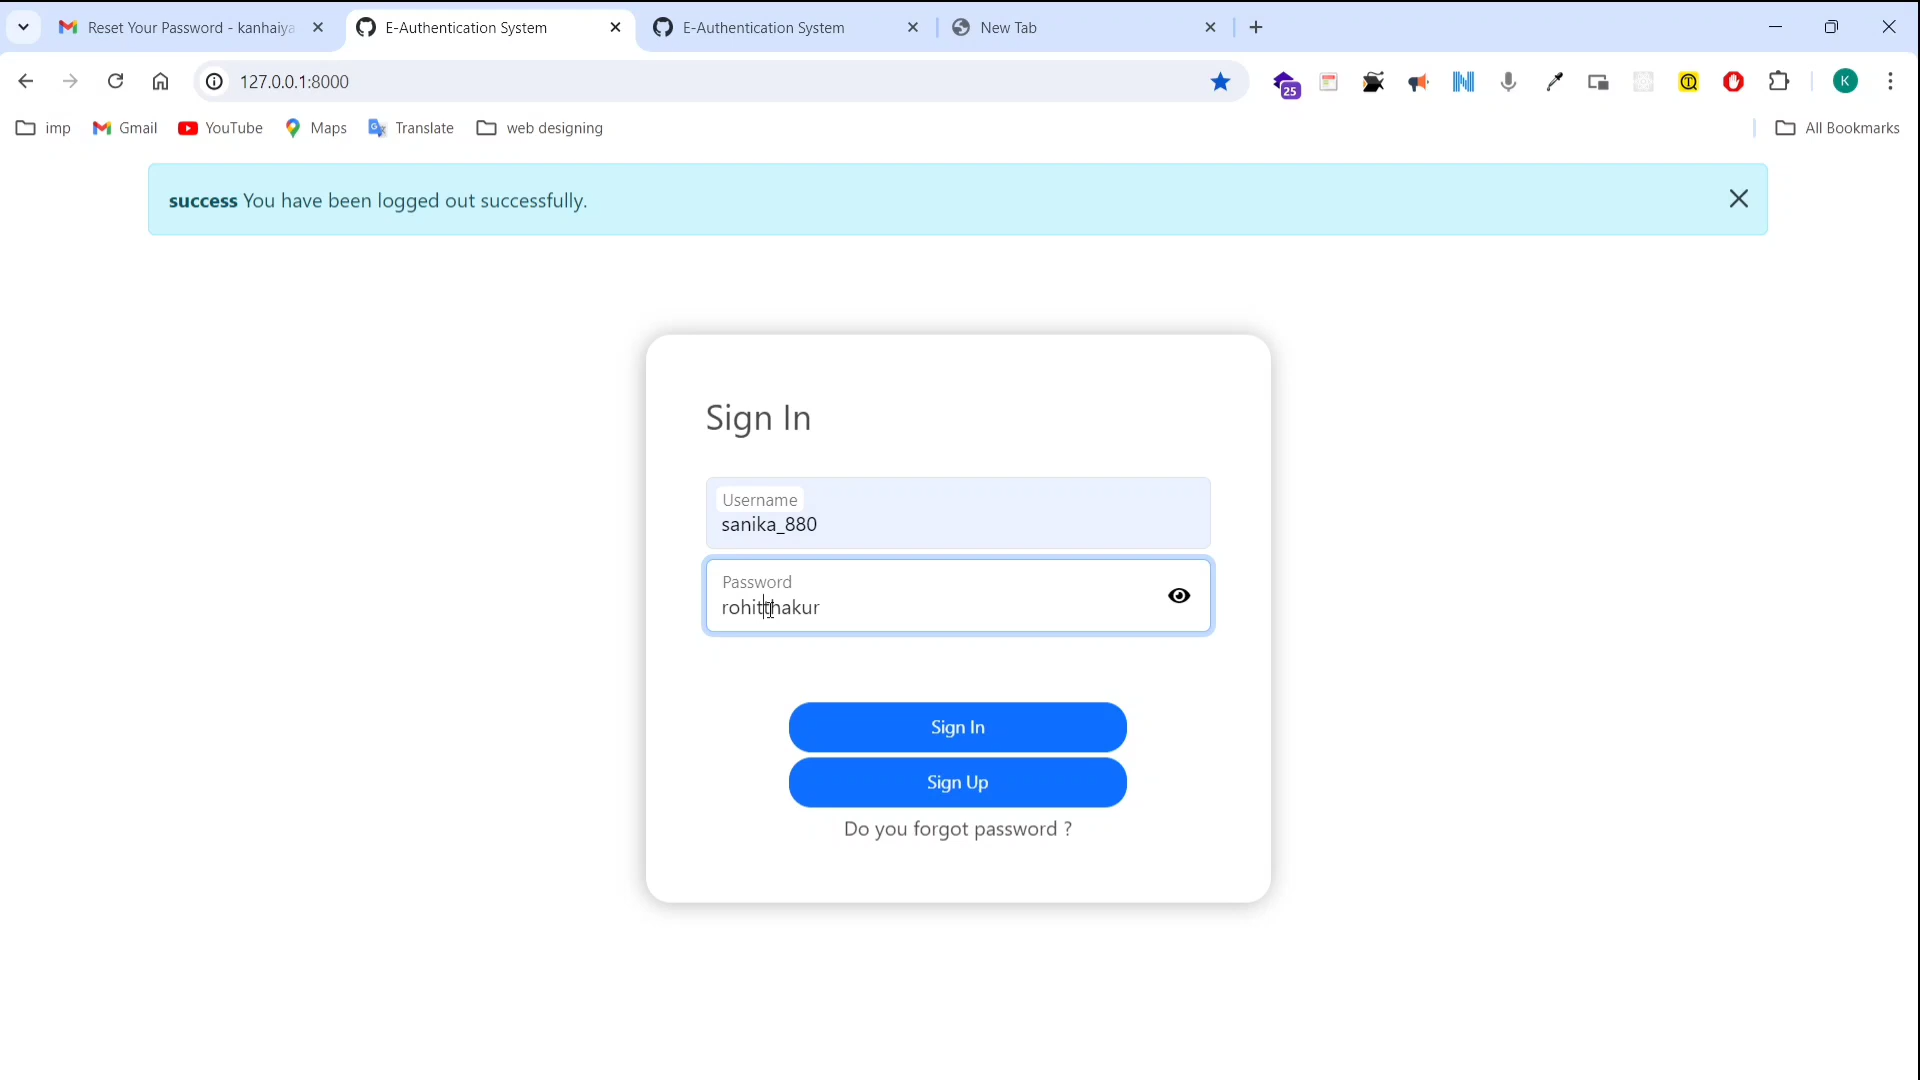 Reset Your Password - kanhaiya
E-Authentication System
E-Authentication System
New Tab
127.0.0.1:8000
25
K
imp
Gmail
YouTube
Maps
Translate
web designing
All Bookmarks
success You have been logged out successfully.
Sign In
Username
sanika_880
Password
rohitthakur
Sign In
Sign Up
Do you forgot password ?